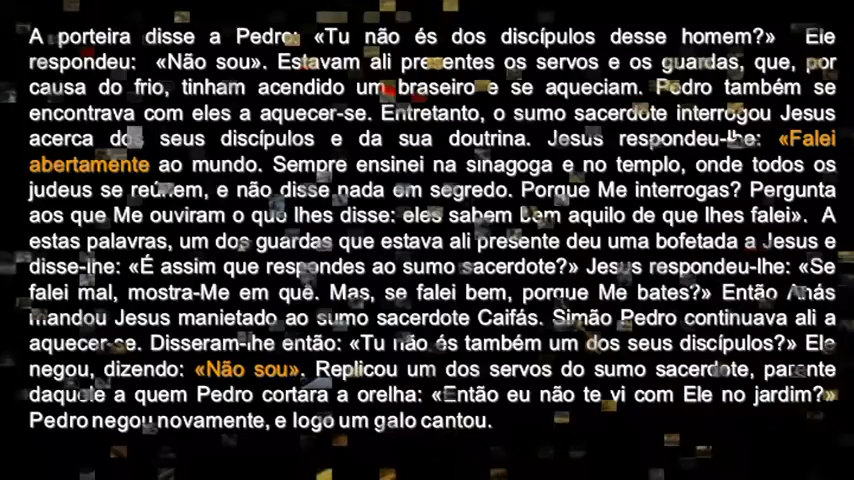 A porteira disse a Pedro: «Tu não és dos discípulos desse homem?» Ele
respondeu: «Não sou». Estavam ali presentes os servos e os guardas, que, por
causa do frio, tinham acendido um braseiro e se aqueciam. Pedro também se
encontrava com eles a aquecer-se. Entretanto, o sumo sacerdote interrogou Jesus
acerca dos seus discípulos e da sua doutrina. Jesus respondeu-lhe: «Falei
abertamente ao mundo. Sempre ensinei na sinagoga e no templo, onde todos os
judeus se reúnem, e não disse nada em segredo. Porque Me interrogas? Pergunta
aos que Me ouviram o que lhes disse: eles sabem bem aquilo de que lhes falei». A
estas palavras, um dos guardas que estava ali presente deu uma bofetada a Jesus e
disse-lhe: «É assim que respondes ao sumo sacerdote?» Jesus respondeu-lhe: «Se
falei mal, mostra-Me em quê. Mas, se falei bem, porque Me bates?» Então Anás
mandou Jesus manietado ao sumo sacerdote Caifás. Simão Pedro continuava ali a
aquecer-se. Disseram-lhe então: «Tu não és também um dos seus discípulos?» Ele
negou, dizendo: «Não sou». Replicou um dos servos do sumo sacerdote, parente
daquele a quem Pedro cortara a orelha: «Então eu não te vi com Ele no jardim?»
Pedro negou novamente, e logo um galo cantou.